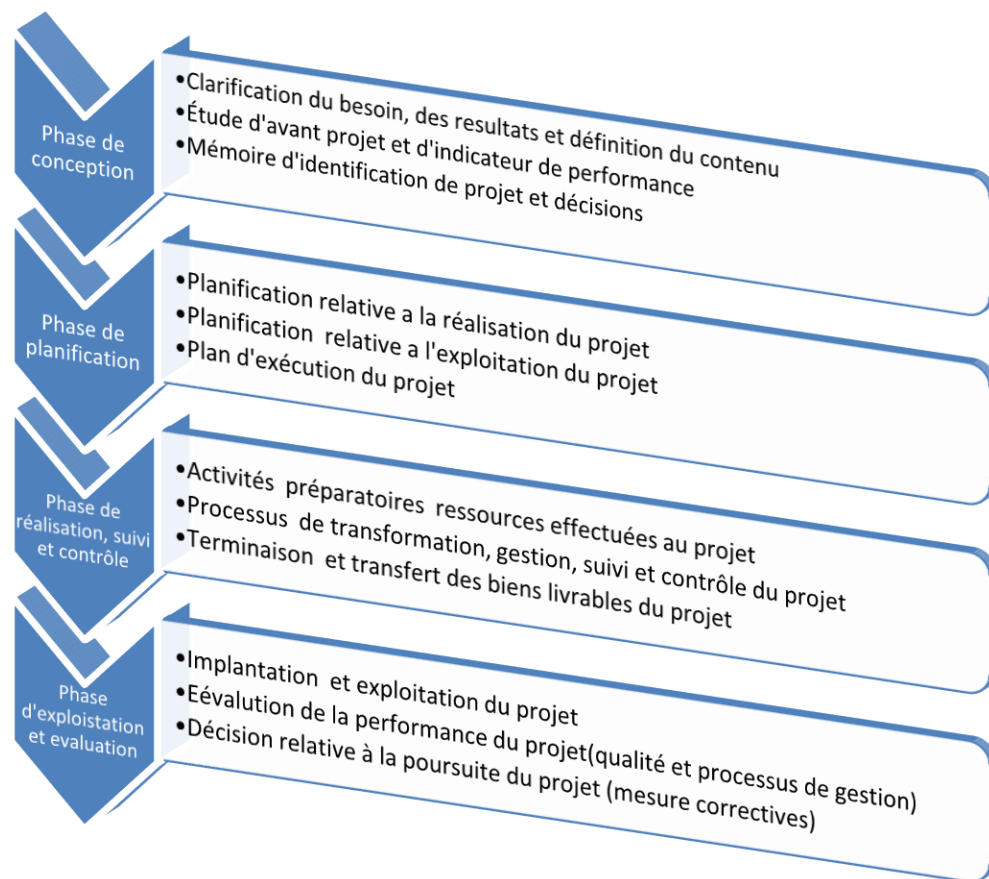 Phase de
conception
•Clarification du besoin, des resultats et définition du contenu
•Étude d'avant projet et d'indicateur de performance
•Mémoire d'identification de projet et décisions
Phase de
planification
•Planification relative a la réalisation du projet
•Planification relative a l'exploitation du projet
•Plan d'exécution du projet
Phase de
réalisation, suivi
et contrôle
•Activités préparatoires ressources effectuées au projet
•Processus de transformation, gestion, suivi et contrôle du projet
•Terminaison et transfert des biens livrables du projet
Phase
d'exploistation
et evaluation
•Implantation et exploitation du projet
•Eévalution de la performance du projet(qualité et processus de gestion)
•Décision relative à la poursuite du projet (mesure correctives)